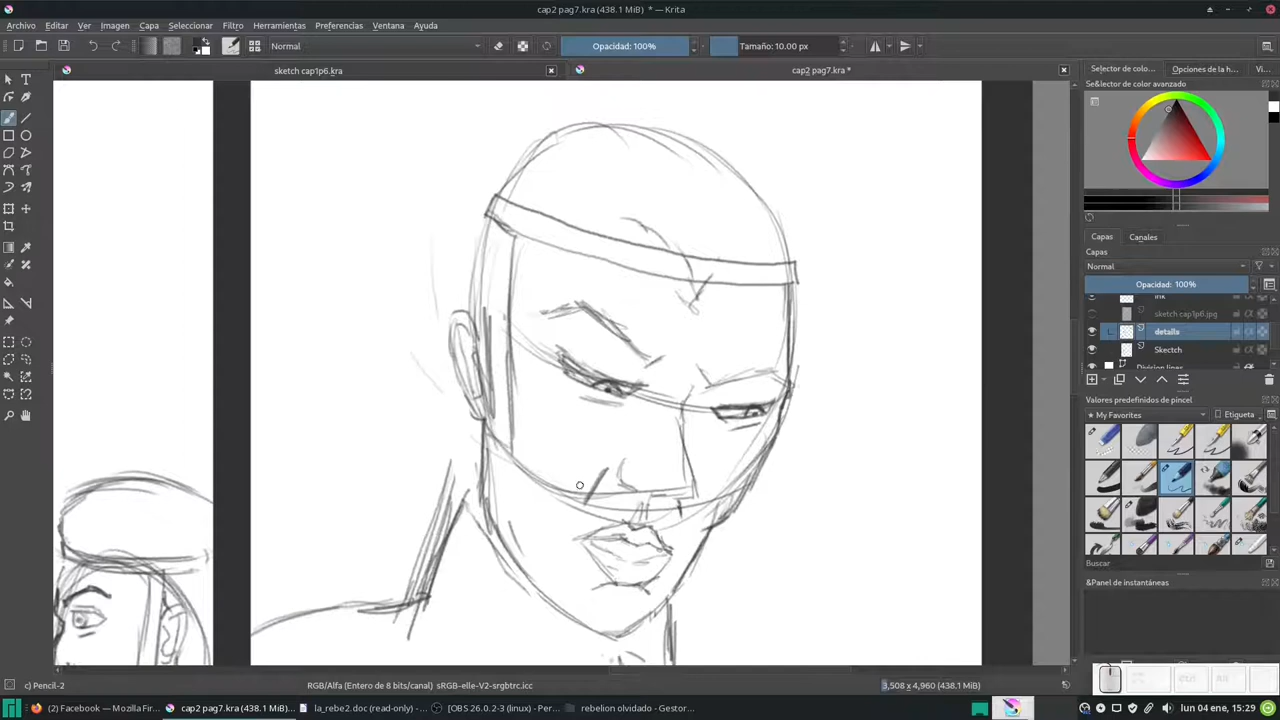 cap2 pag7.kra (438.1 MiB) * — Krita
Archivo Editar Ver Imagen Capa Seleccionar Filtro Herramientas Preferencias Ventana Ayuda
Normal Opacidad: 100% Tamaño: 10.00 px
sketch cap1p6.kra cap2 pag7.kra *
Selector de colo... Opciones de la h...
Se&lector de color avanzado
Capas Canales
Capas
Normal
Opacidad: 100%
ink
sketch cap1p6.jpg
details
Skectch
Division lines
Valores predefinidos de pincel
My Favorites Etiqueta
Buscar
&Panel de instantáneas
c) Pencil-2 RGB/Alfa (Entero de 8 bits/canal) sRGB-elle-V2-srgbtrc.icc 3,508 x 4,960 (438.1 MiB)
(2) Facebook — Mozilla Fir... cap2 pag7.kra (438.1 MiB)... la_rebe2.doc (read-only) -... [OBS 26.0.2-3 (linux) - Pro... rebelion olvidado - Gestor... lun 04 ene, 15:29